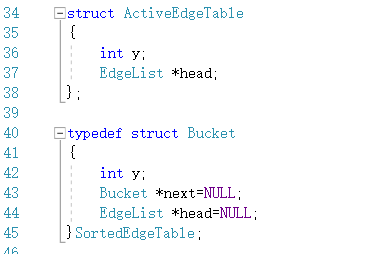 34 struct ActiveEdgeTable
35 {
36 int y;
37 EdgeList *head;
38 };
39
40 typedef struct Bucket
41 {
42 int y;
43 Bucket *next=NULL;
44 EdgeList *head=NULL;
45 }SortedEdgeTable;
46